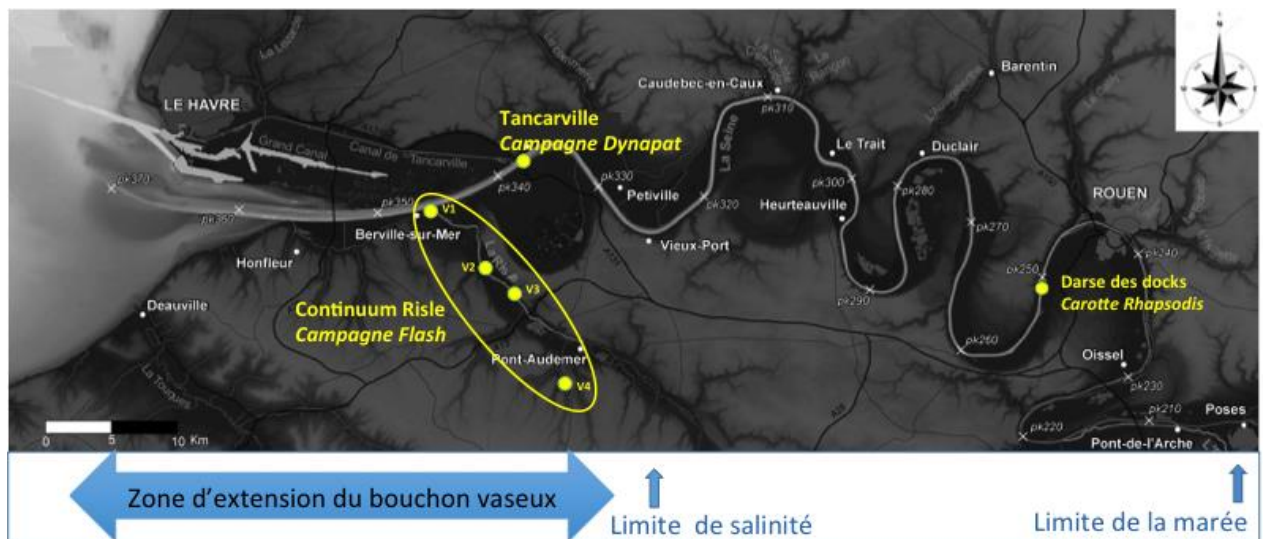 LE HAVRE
Grand Canal
Canal de Tancarville
Tancarville
Campagne Dynapat
Caudebec-en-Caux
pk310
Barentin
La Seine
Le Trait
Duclair
pk370
pk360
pk350
pk340
pk330
Petiville
pk320
pk300
Heurteauville
pk280
pk270
ROUEN
pk240
V1
Berville-sur-Mer
Vieux-Port
Honfleur
V2
V3
pk290
pk250
Darse des docks
Carotte Rhapsodis
Deauville
Continuum Risle
Campagne Flash
Pont-Audemer
V4
pk260
Oissel
pk230
La Touques
pk220
pk210
Poses
Pont-de-l'Arche
0 5 10 Km
Zone d'extension du bouchon vaseux
Limite de salinité
Limite de la marée